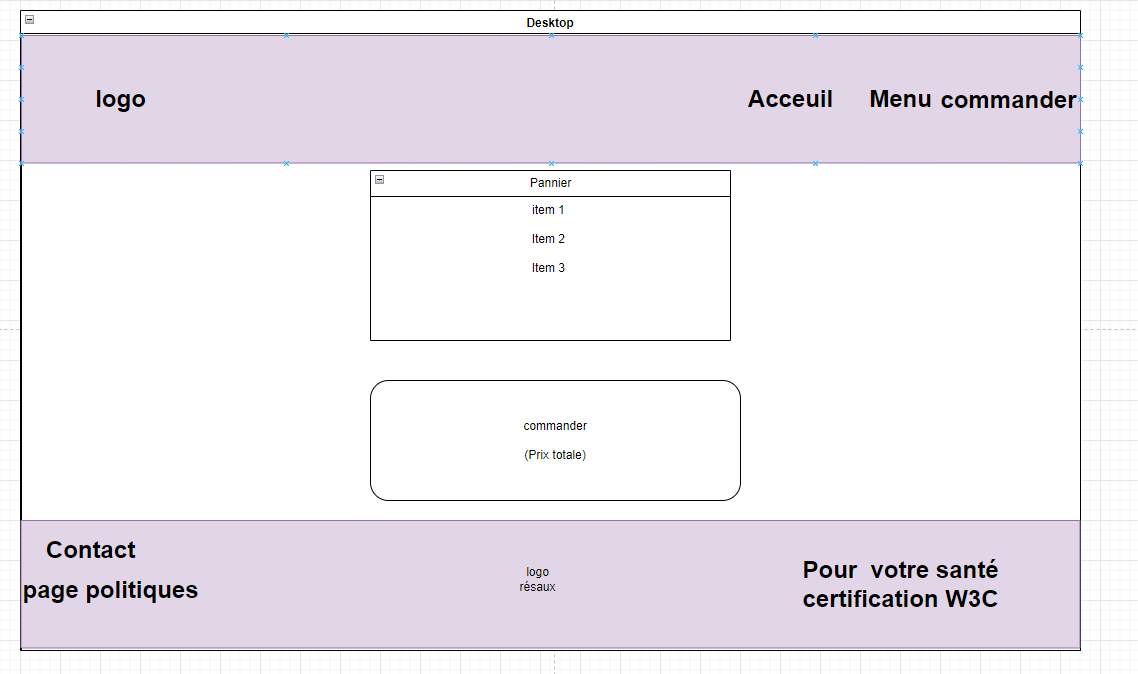 Desktop
logo
Acceuil Menu commander
Pannier
item 1
Item 2
Item 3
commander
(Prix totale)
Contact
page politiques
logo
résaux
Pour votre santé
certification W3C